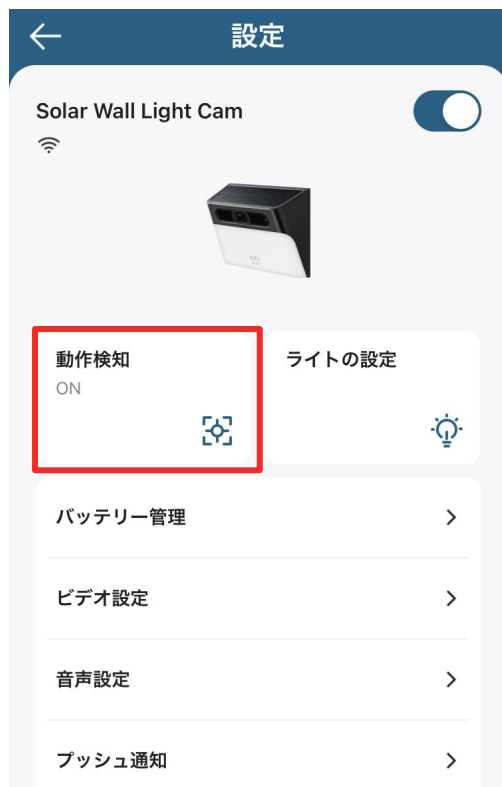 設定
Solar Wall Light Cam
eufy
動作検知
ON
ライトの設定
バッテリー管理
ビデオ設定
音声設定
プッシュ通知